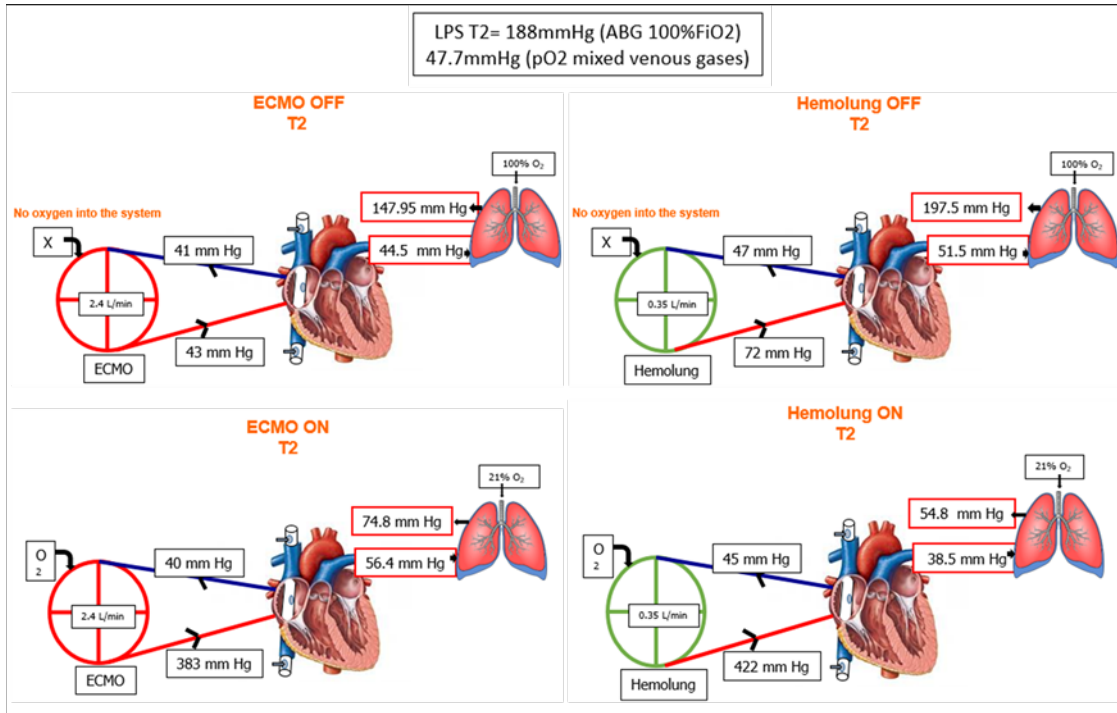 LPS T2= 188mmHg (ABG 100%FiO2)
47.7mmHg (pO2 mixed venous gases)
ECMO OFF
T2
100% O₂
147.95 mm Hg
No oxygen into the system
X
41 mm Hg
44.5 mm Hg
2.4 L/min
43 mm Hg
ECMO
Hemolung OFF
T2
100% O₂
197.5 mm Hg
No oxygen into the system
X
47 mm Hg
51.5 mm Hg
0.35 L/min
72 mm Hg
Hemolung
ECMO ON
T2
21% O₂
74.8 mm Hg
O
2
40 mm Hg
56.4 mm Hg
2.4 L/min
383 mm Hg
ECMO
Hemolung ON
T2
21% O₂
54.8 mm Hg
O
2
45 mm Hg
38.5 mm Hg
0.35 L/min
422 mm Hg
Hemolung